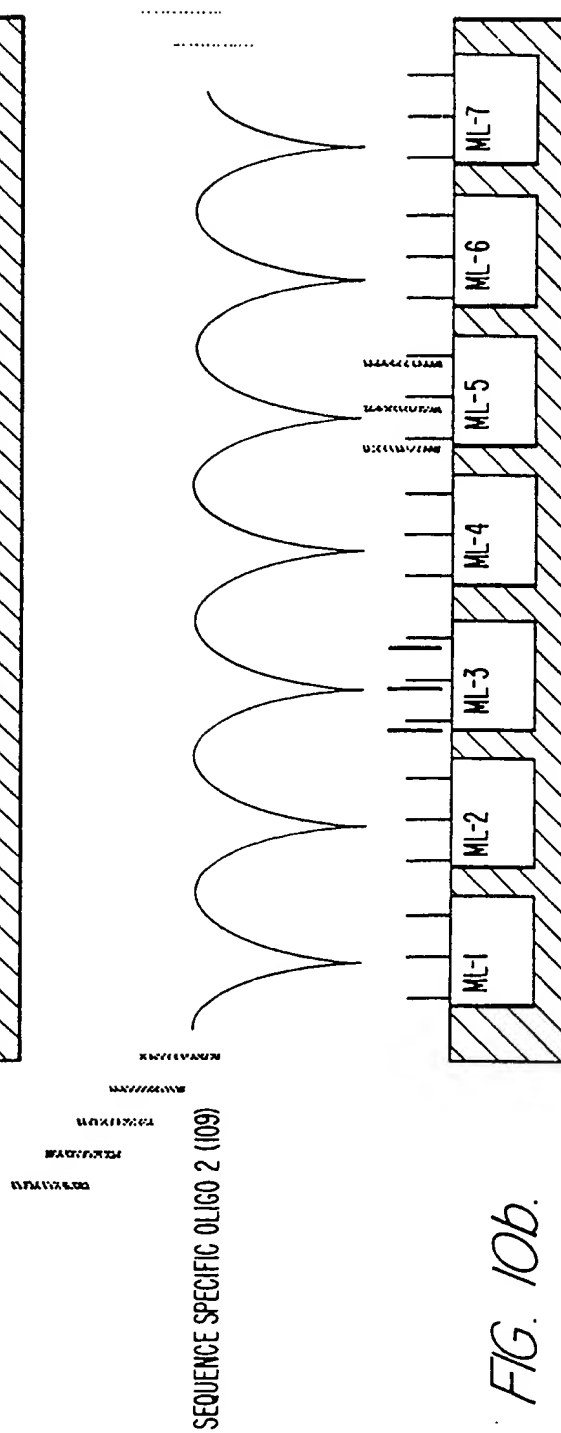 ML-1
ML-2
ML-3
ML-4
ML-5
ML-6
ML-7
SEQUENCE SPECIFIC OLIGO 2 (109)
FIG. 10b.